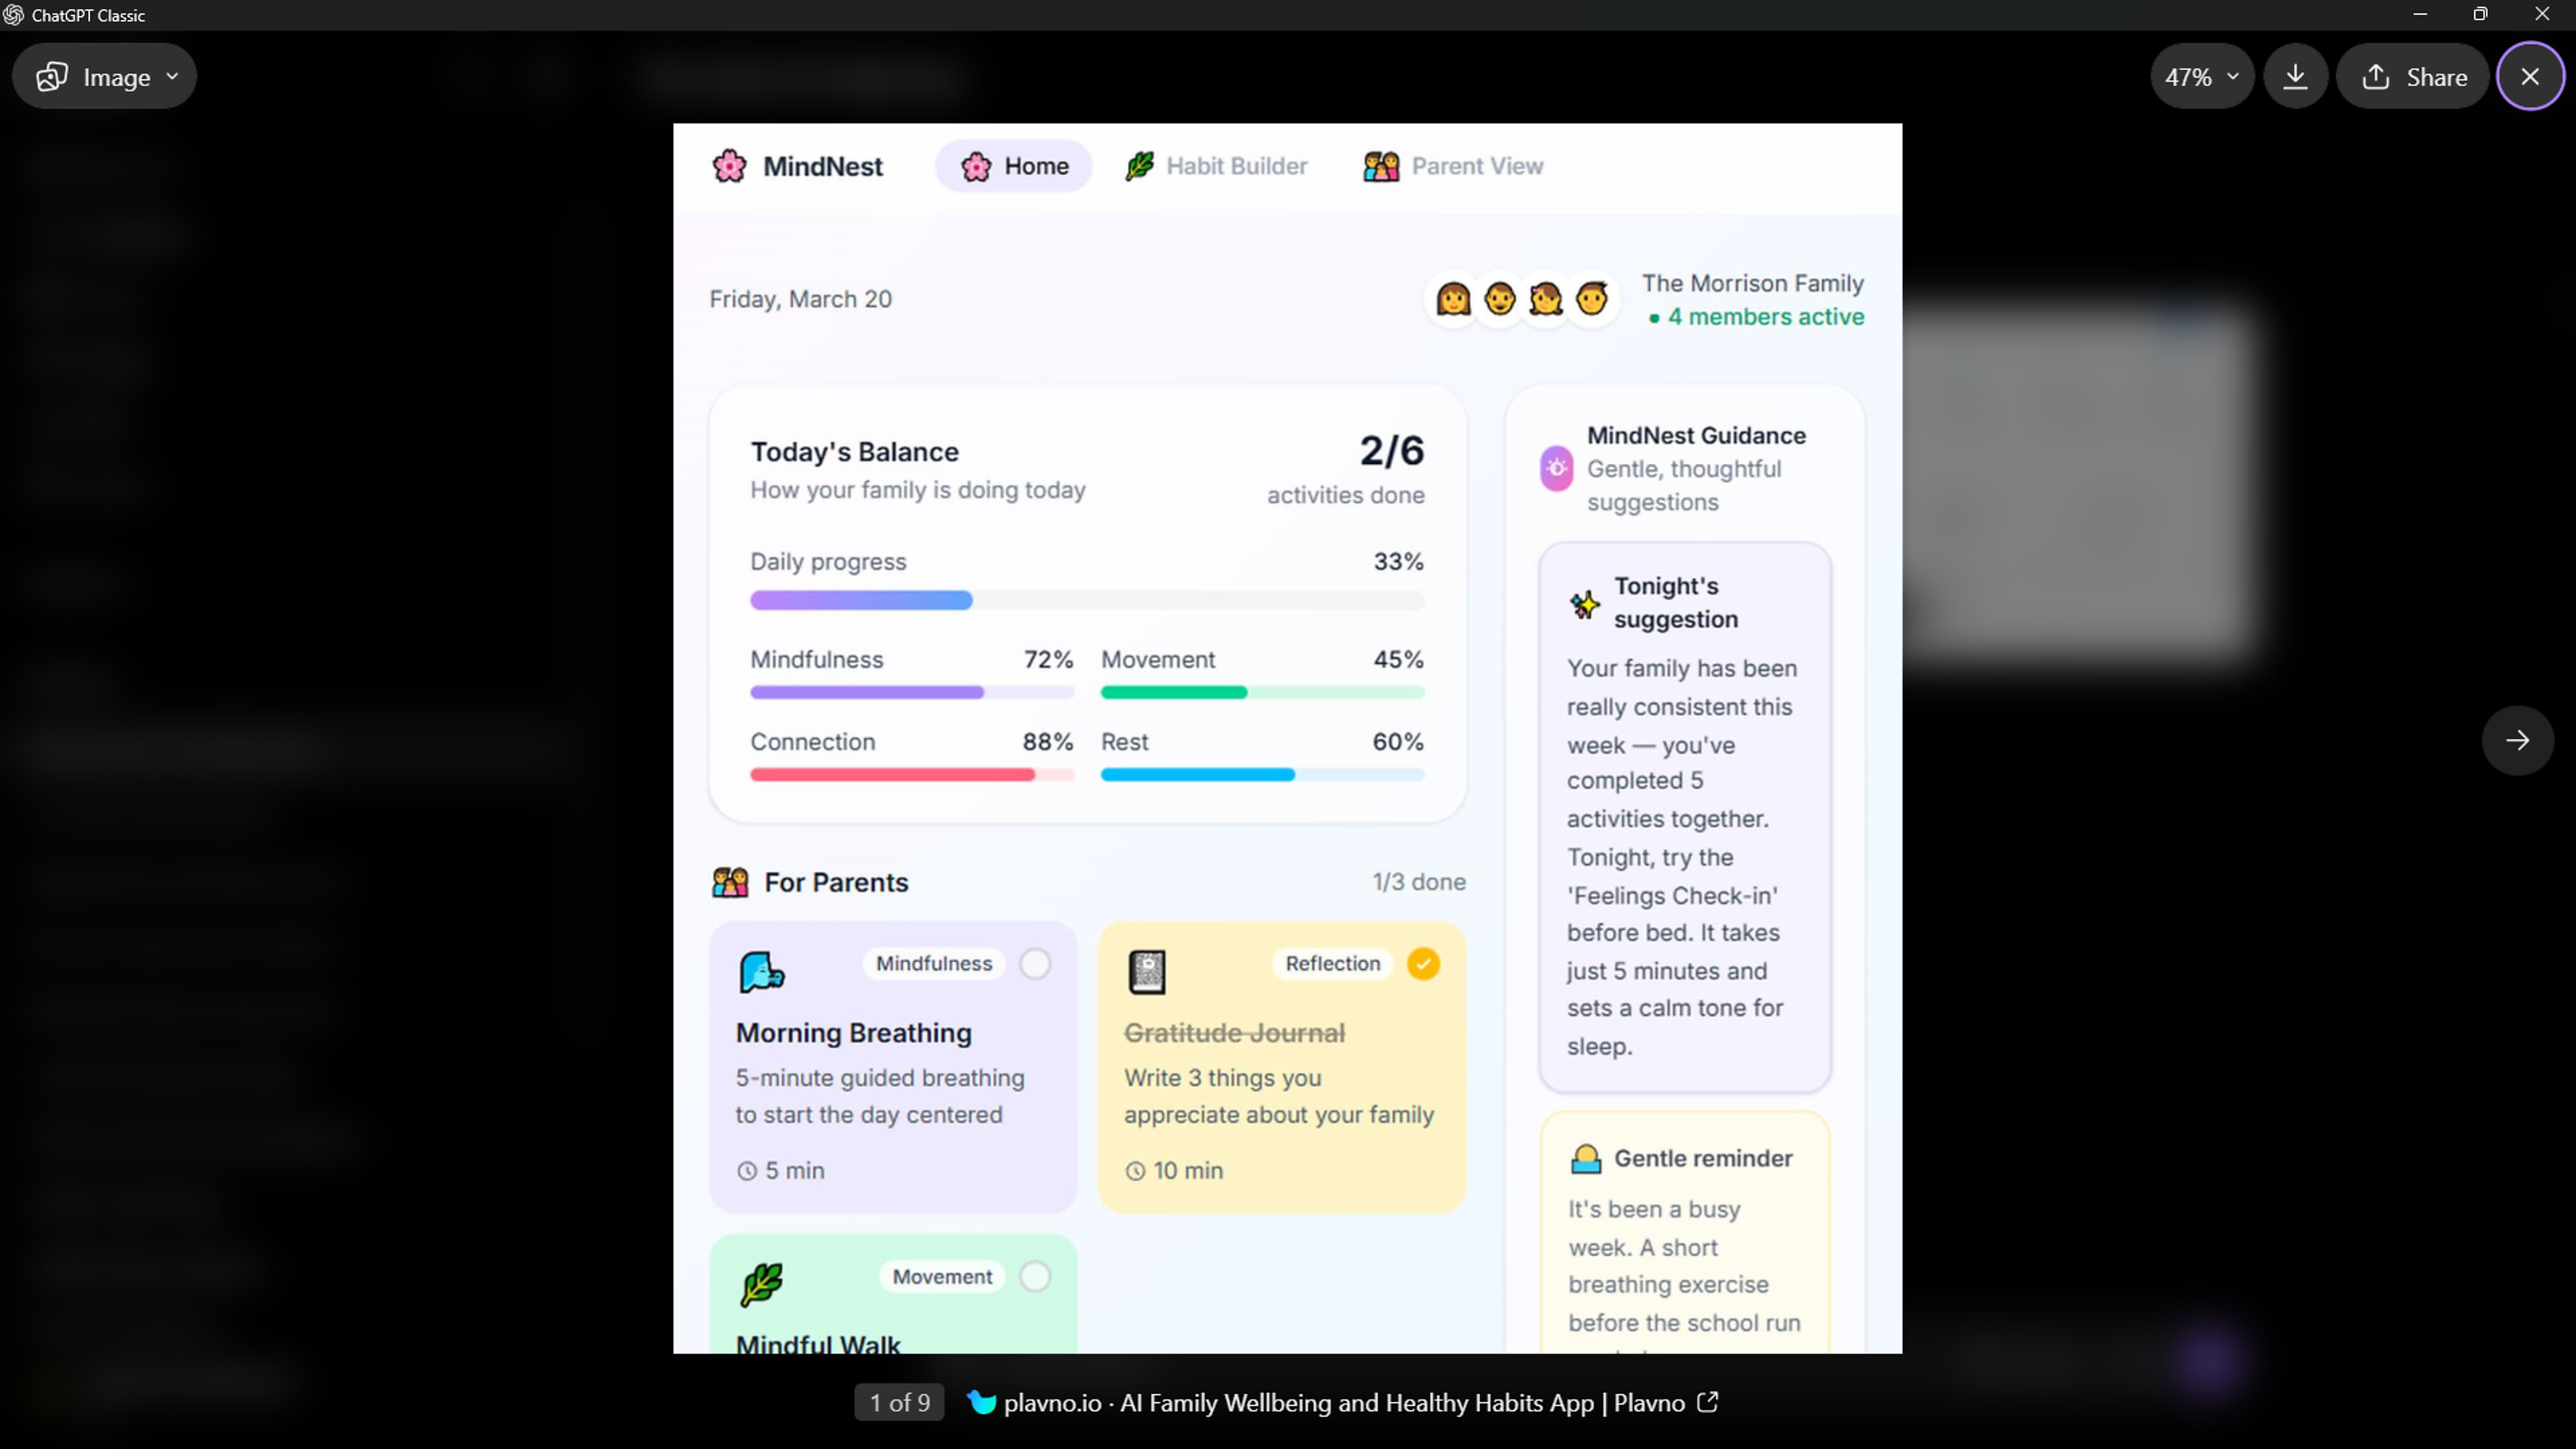 ChatGPT Classic
Image
47%
Share
MindNest
Home
Habit Builder
Parent View
Friday, March 20
The Morrison Family
• 4 members active
Today's Balance
How your family is doing today
2/6
activities done
Daily progress
33%
Mindfulness
72%
Movement
45%
Connection
88%
Rest
60%
For Parents
1/3 done
Mindfulness
Morning Breathing
5-minute guided breathing
to start the day centered
5 min
Reflection
Gratitude Journal
Write 3 things you
appreciate about your family
10 min
Movement
Mindful Walk
MindNest Guidance
Gentle, thoughtful
suggestions
Tonight's
suggestion
Your family has been
really consistent this
week — you've
completed 5
activities together.
Tonight, try the
'Feelings Check-in'
before bed. It takes
just 5 minutes and
sets a calm tone for
sleep.
Gentle reminder
It's been a busy
week. A short
breathing exercise
before the school run
1 of 9
plavno.io · AI Family Wellbeing and Healthy Habits App | Plavno